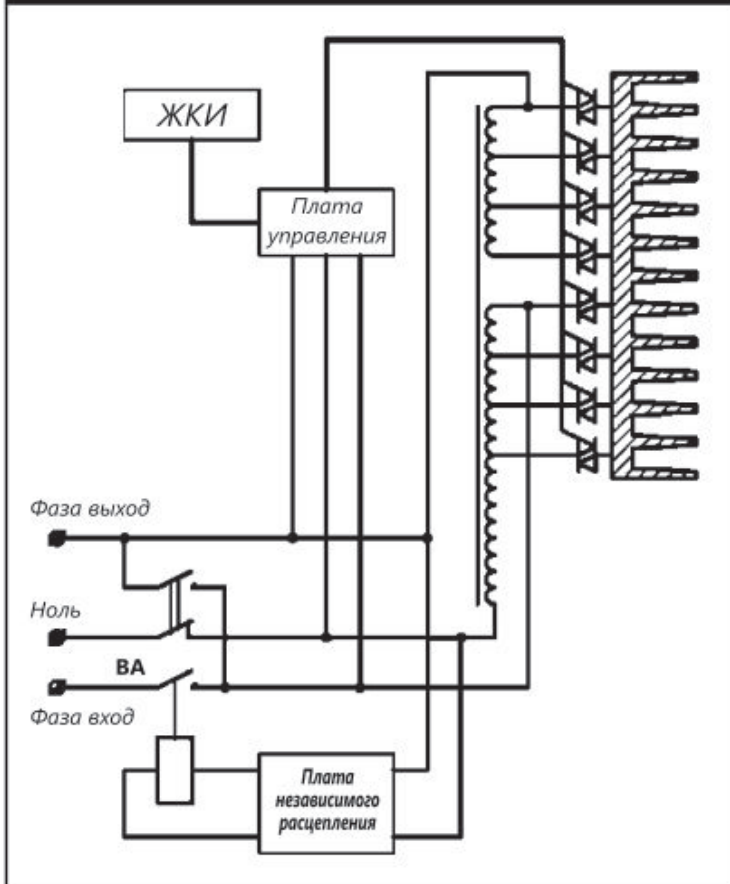 ЖКИ
Плата
управления
Фаза выход
Ноль
ВА
Фаза вход
Плата
независимого
расцепления